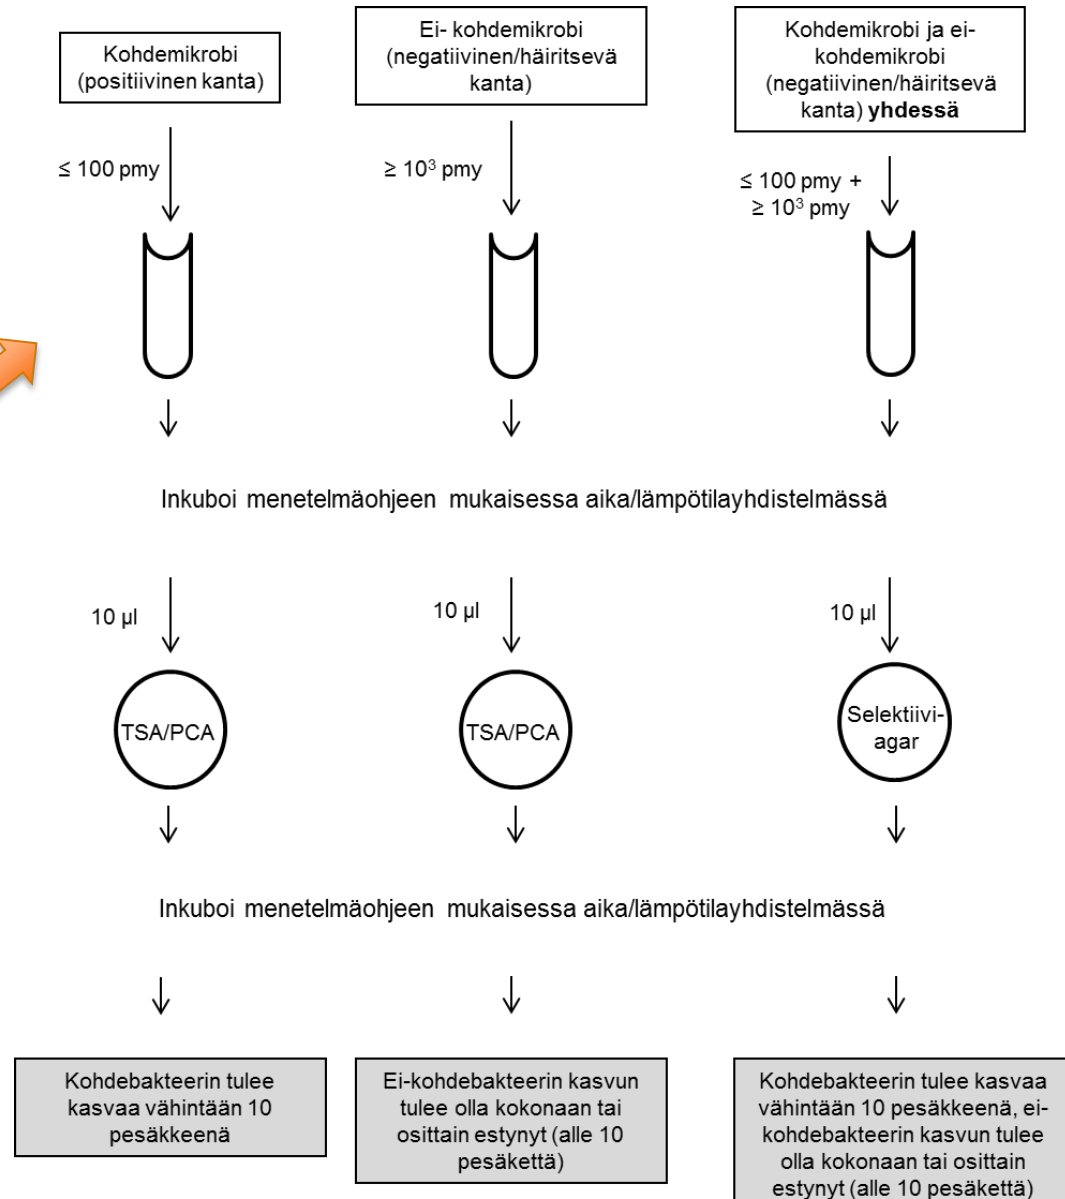 Kohdemikrobi
(positiivinen kanta)
Ei- kohdemikrobi
(negatiivinen/häiritsevä
kanta)
Kohdemikrobi ja ei-
kohdemikrobi
(negatiivinen/häiritsevä
kanta) yhdessä
≤ 100 pmy
≥ 10³ pmy
≤ 100 pmy +
≥ 10³ pmy
Inkuboi menetelmäohjeen mukaisessa aika/lämpötilayhdistelmässä
10 µl
10 µl
10 µl
TSA/PCA
TSA/PCA
Selektiivi-
agar
Inkuboi menetelmäohjeen mukaisessa aika/lämpötilayhdistelmässä
Kohdebakteerin tulee
kasvaa vähintään 10
pesäkkeenä
Ei-kohdebakteerin kasvun
tulee olla kokonaan tai
osittain estynyt (alle 10
pesäkettä)
Kohdebakteerin tulee kasvaa
vähintään 10 pesäkkeenä, ei-
kohdebakteerin kasvun tulee
olla kokonaan tai osittain
estynyt (alle 10 pesäkettä)